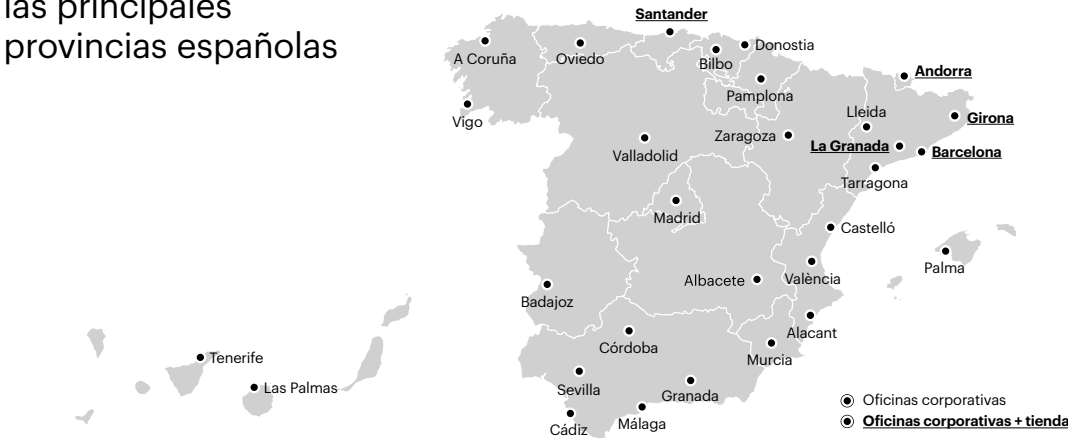 las principales
provincias españolas
Santander
A Coruña
Oviedo
Bilbo
Donostia
Pamplona
Andorra
Vigo
Lleida
Girona
Zaragoza
La Granada
Barcelona
Valladolid
Tarragona
Madrid
Castelló
Palma
Albacete
València
Badajoz
Alacant
Córdoba
Murcia
Tenerife
Las Palmas
Sevilla
Granada
Cádiz
Málaga
Oficinas corporativas
Oficinas corporativas + tienda